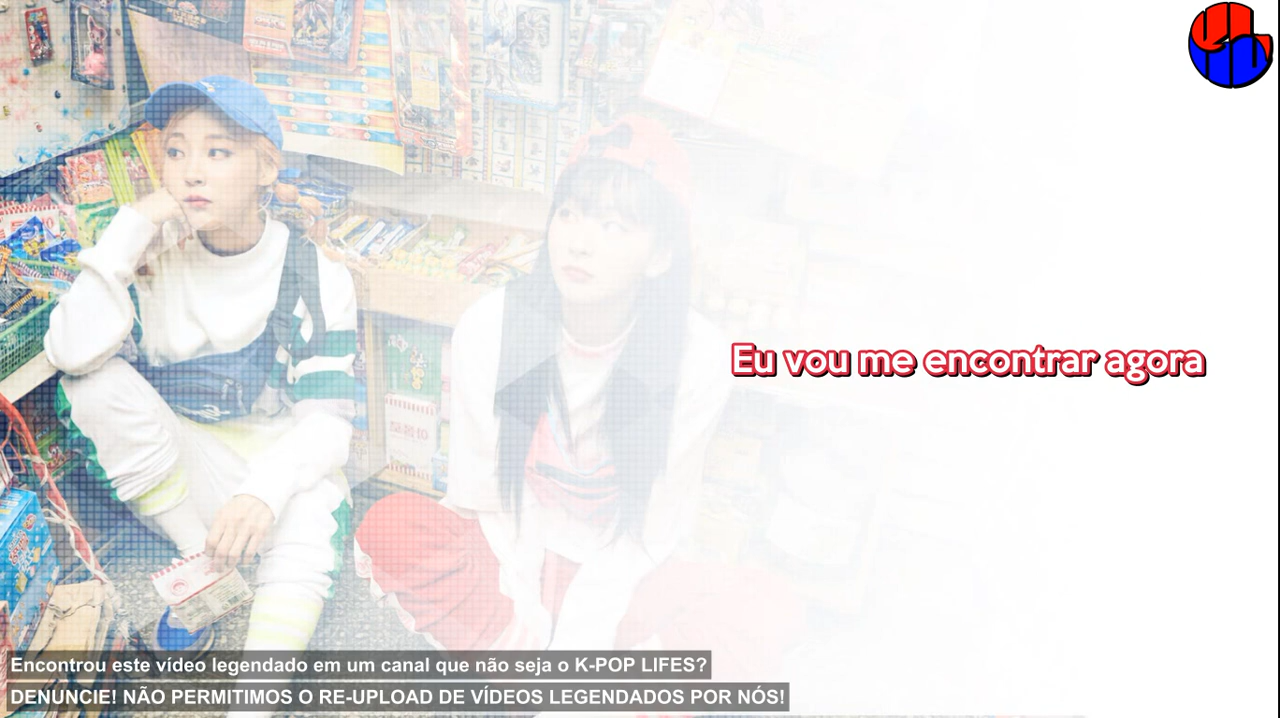 Eu vou me encontrar agora
Encontrou este vídeo legendado em um canal que não seja o K-POP LIFES?
DENUNCIE! NÃO PERMITIMOS O RE-UPLOAD DE VÍDEOS LEGENDADOS POR NÓS!